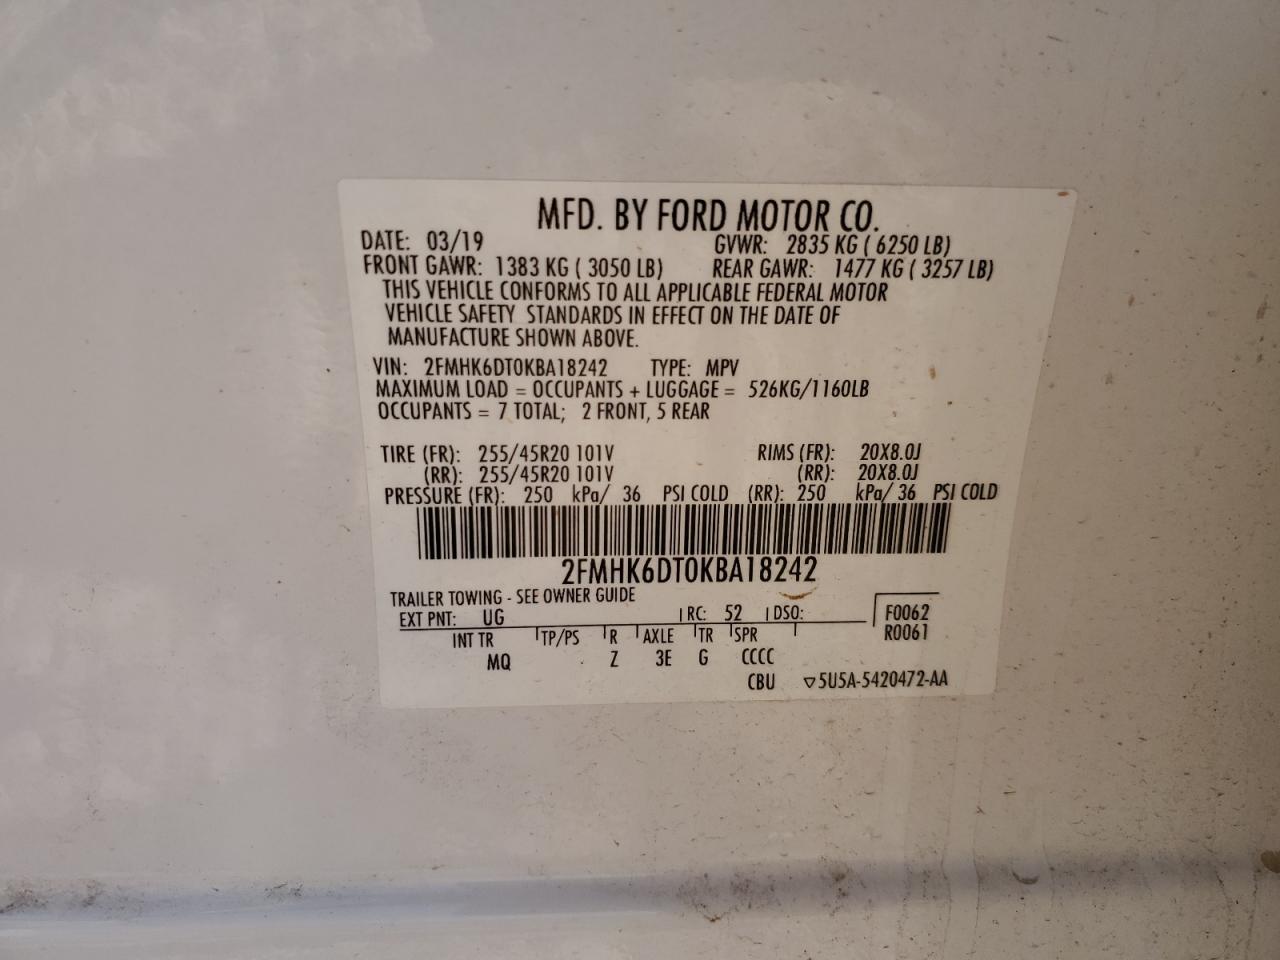 MFD. BY FORD MOTOR CO.
DATE: 03/19 GVWR: 2835 KG ( 6250 LB)
FRONT GAWR: 1383 KG ( 3050 LB) REAR GAWR: 1477 KG ( 3257 LB)
THIS VEHICLE CONFORMS TO ALL APPLICABLE FEDERAL MOTOR
VEHICLE SAFETY STANDARDS IN EFFECT ON THE DATE OF
MANUFACTURE SHOWN ABOVE.
VIN: 2FMHK6DT0KBA18242 TYPE: MPV
MAXIMUM LOAD = OCCUPANTS + LUGGAGE = 526KG/1160LB
OCCUPANTS = 7 TOTAL; 2 FRONT, 5 REAR
TIRE (FR): 255/45R20 101V RIMS (FR): 20X8.0J
(RR): 255/45R20 101V (RR): 20X8.0J
PRESSURE (FR): 250 kPa/ 36 PSI COLD (RR): 250 kPa/ 36 PSI COLD
2FMHK6DT0KBA18242
TRAILER TOWING - SEE OWNER GUIDE
EXT PNT: UG RC: 52 DSO: F0062
R0061
INT TR TP/PS R AXLE TR SPR
MQ Z 3E G CCCC
CBU ▽5U5A-5420472-AA